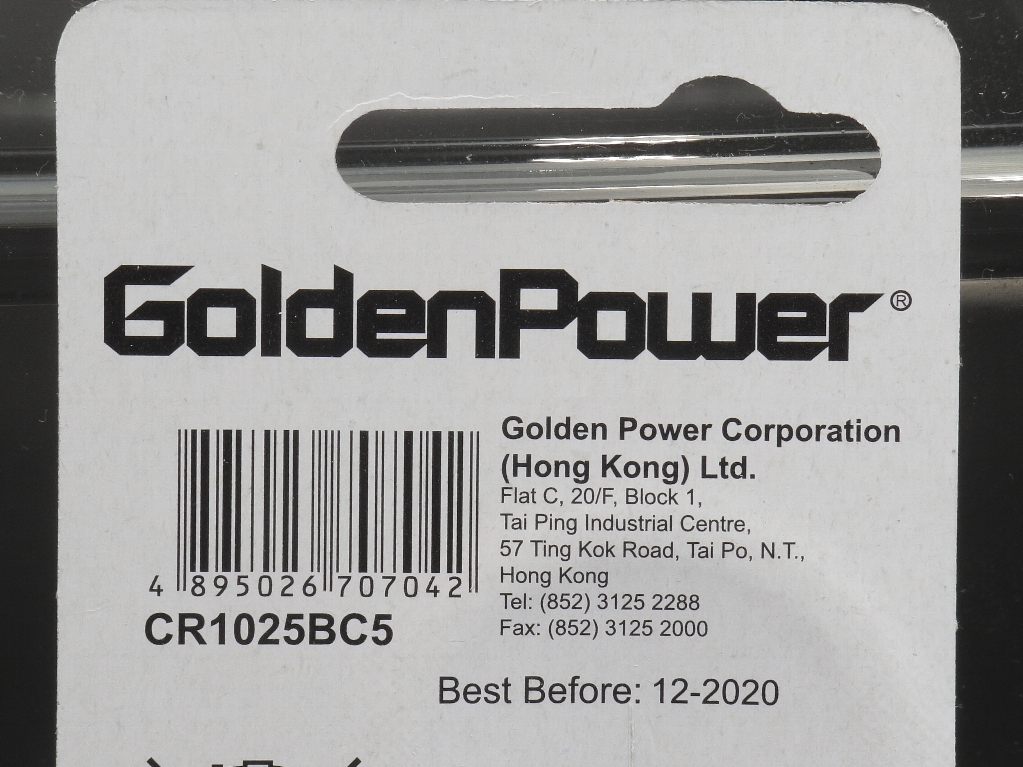 GoldenPower®
Golden Power Corporation
(Hong Kong) Ltd.
Flat C, 20/F, Block 1,
Tai Ping Industrial Centre,
57 Ting Kok Road, Tai Po, N.T.,
Hong Kong
Tel: (852) 3125 2288
Fax: (852) 3125 2000
4 895026 707042
CR1025BC5
Best Before: 12-2020